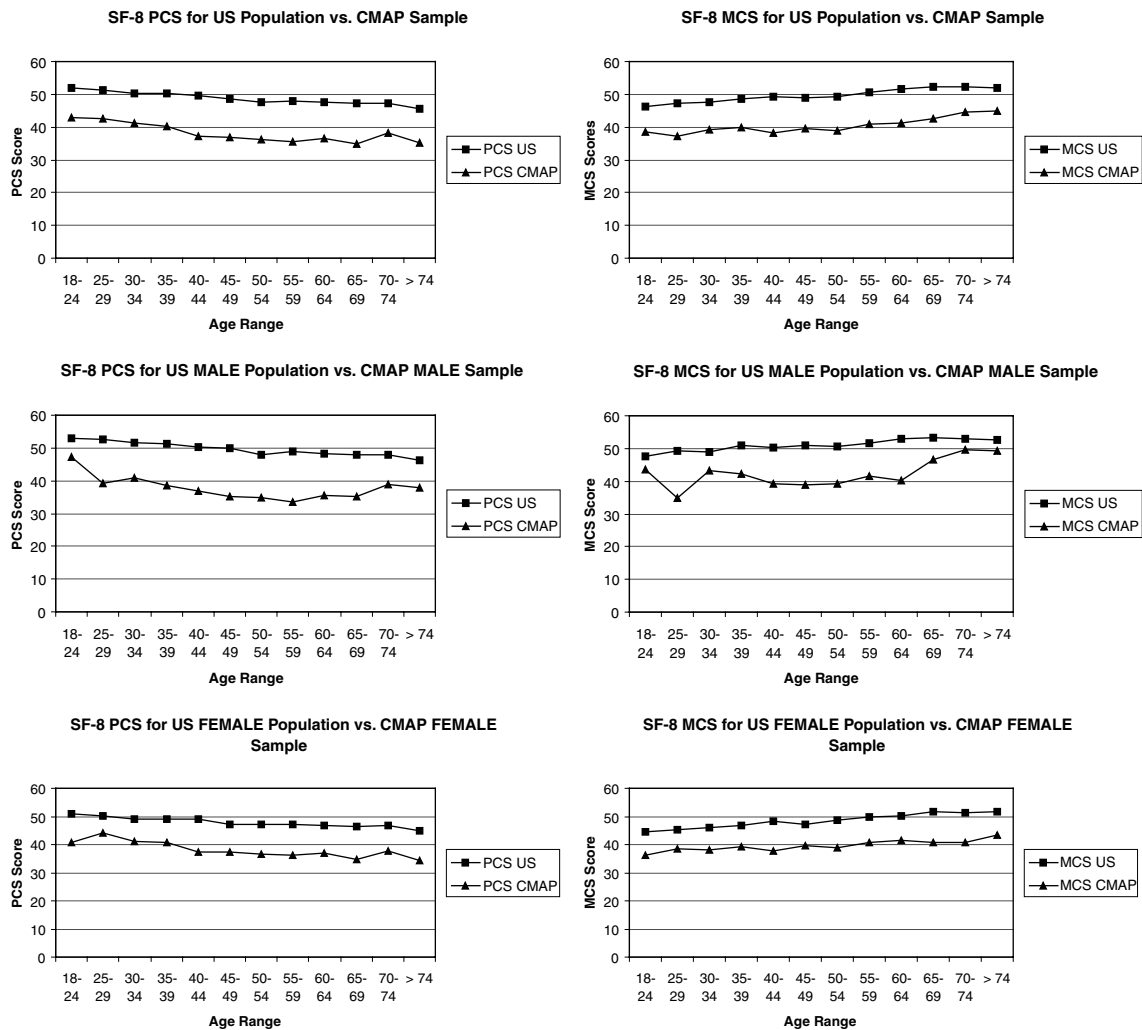 SF-8 PCS for US Population vs. CMAP Sample
60
50
40
30
20
10
0
PCS Score
18- 25- 30- 35- 40- 45- 50- 55- 60- 65- 70- > 74
24 29 34 39 44 49 54 59 64 69 74
Age Range
PCS US
PCS CMAP
SF-8 MCS for US Population vs. CMAP Sample
60
50
40
30
20
10
0
MCS Scores
18- 25- 30- 35- 40- 45- 50- 55- 60- 65- 70- > 74
24 29 34 39 44 49 54 59 64 69 74
Age Range
MCS US
MCS CMAP
SF-8 PCS for US MALE Population vs. CMAP MALE Sample
60
50
40
30
20
10
0
PCS Score
18- 25- 30- 35- 40- 45- 50- 55- 60- 65- 70- > 74
24 29 34 39 44 49 54 59 64 69 74
Age Range
PCS US
PCS CMAP
SF-8 MCS for US MALE Population vs. CMAP MALE Sample
60
50
40
30
20
10
0
MCS Score
18- 25- 30- 35- 40- 45- 50- 55- 60- 65- 70- > 74
24 29 34 39 44 49 54 59 64 69 74
Age Range
MCS US
MCS CMAP
SF-8 PCS for US FEMALE Population vs. CMAP FEMALE
Sample
60
50
40
30
20
10
0
PCS Score
18- 25- 30- 35- 40- 45- 50- 55- 60- 65- 70- > 74
24 29 34 39 44 49 54 59 64 69 74
Age Range
PCS US
PCS CMAP
SF-8 MCS for US FEMALE Population vs. CMAP FEMALE
Sample
60
50
40
30
20
10
0
MCS Score
18- 25- 30- 35- 40- 45- 50- 55- 60- 65- 70- > 74
24 29 34 39 44 49 54 59 64 69 74
Age Range
MCS US
MCS CMAP